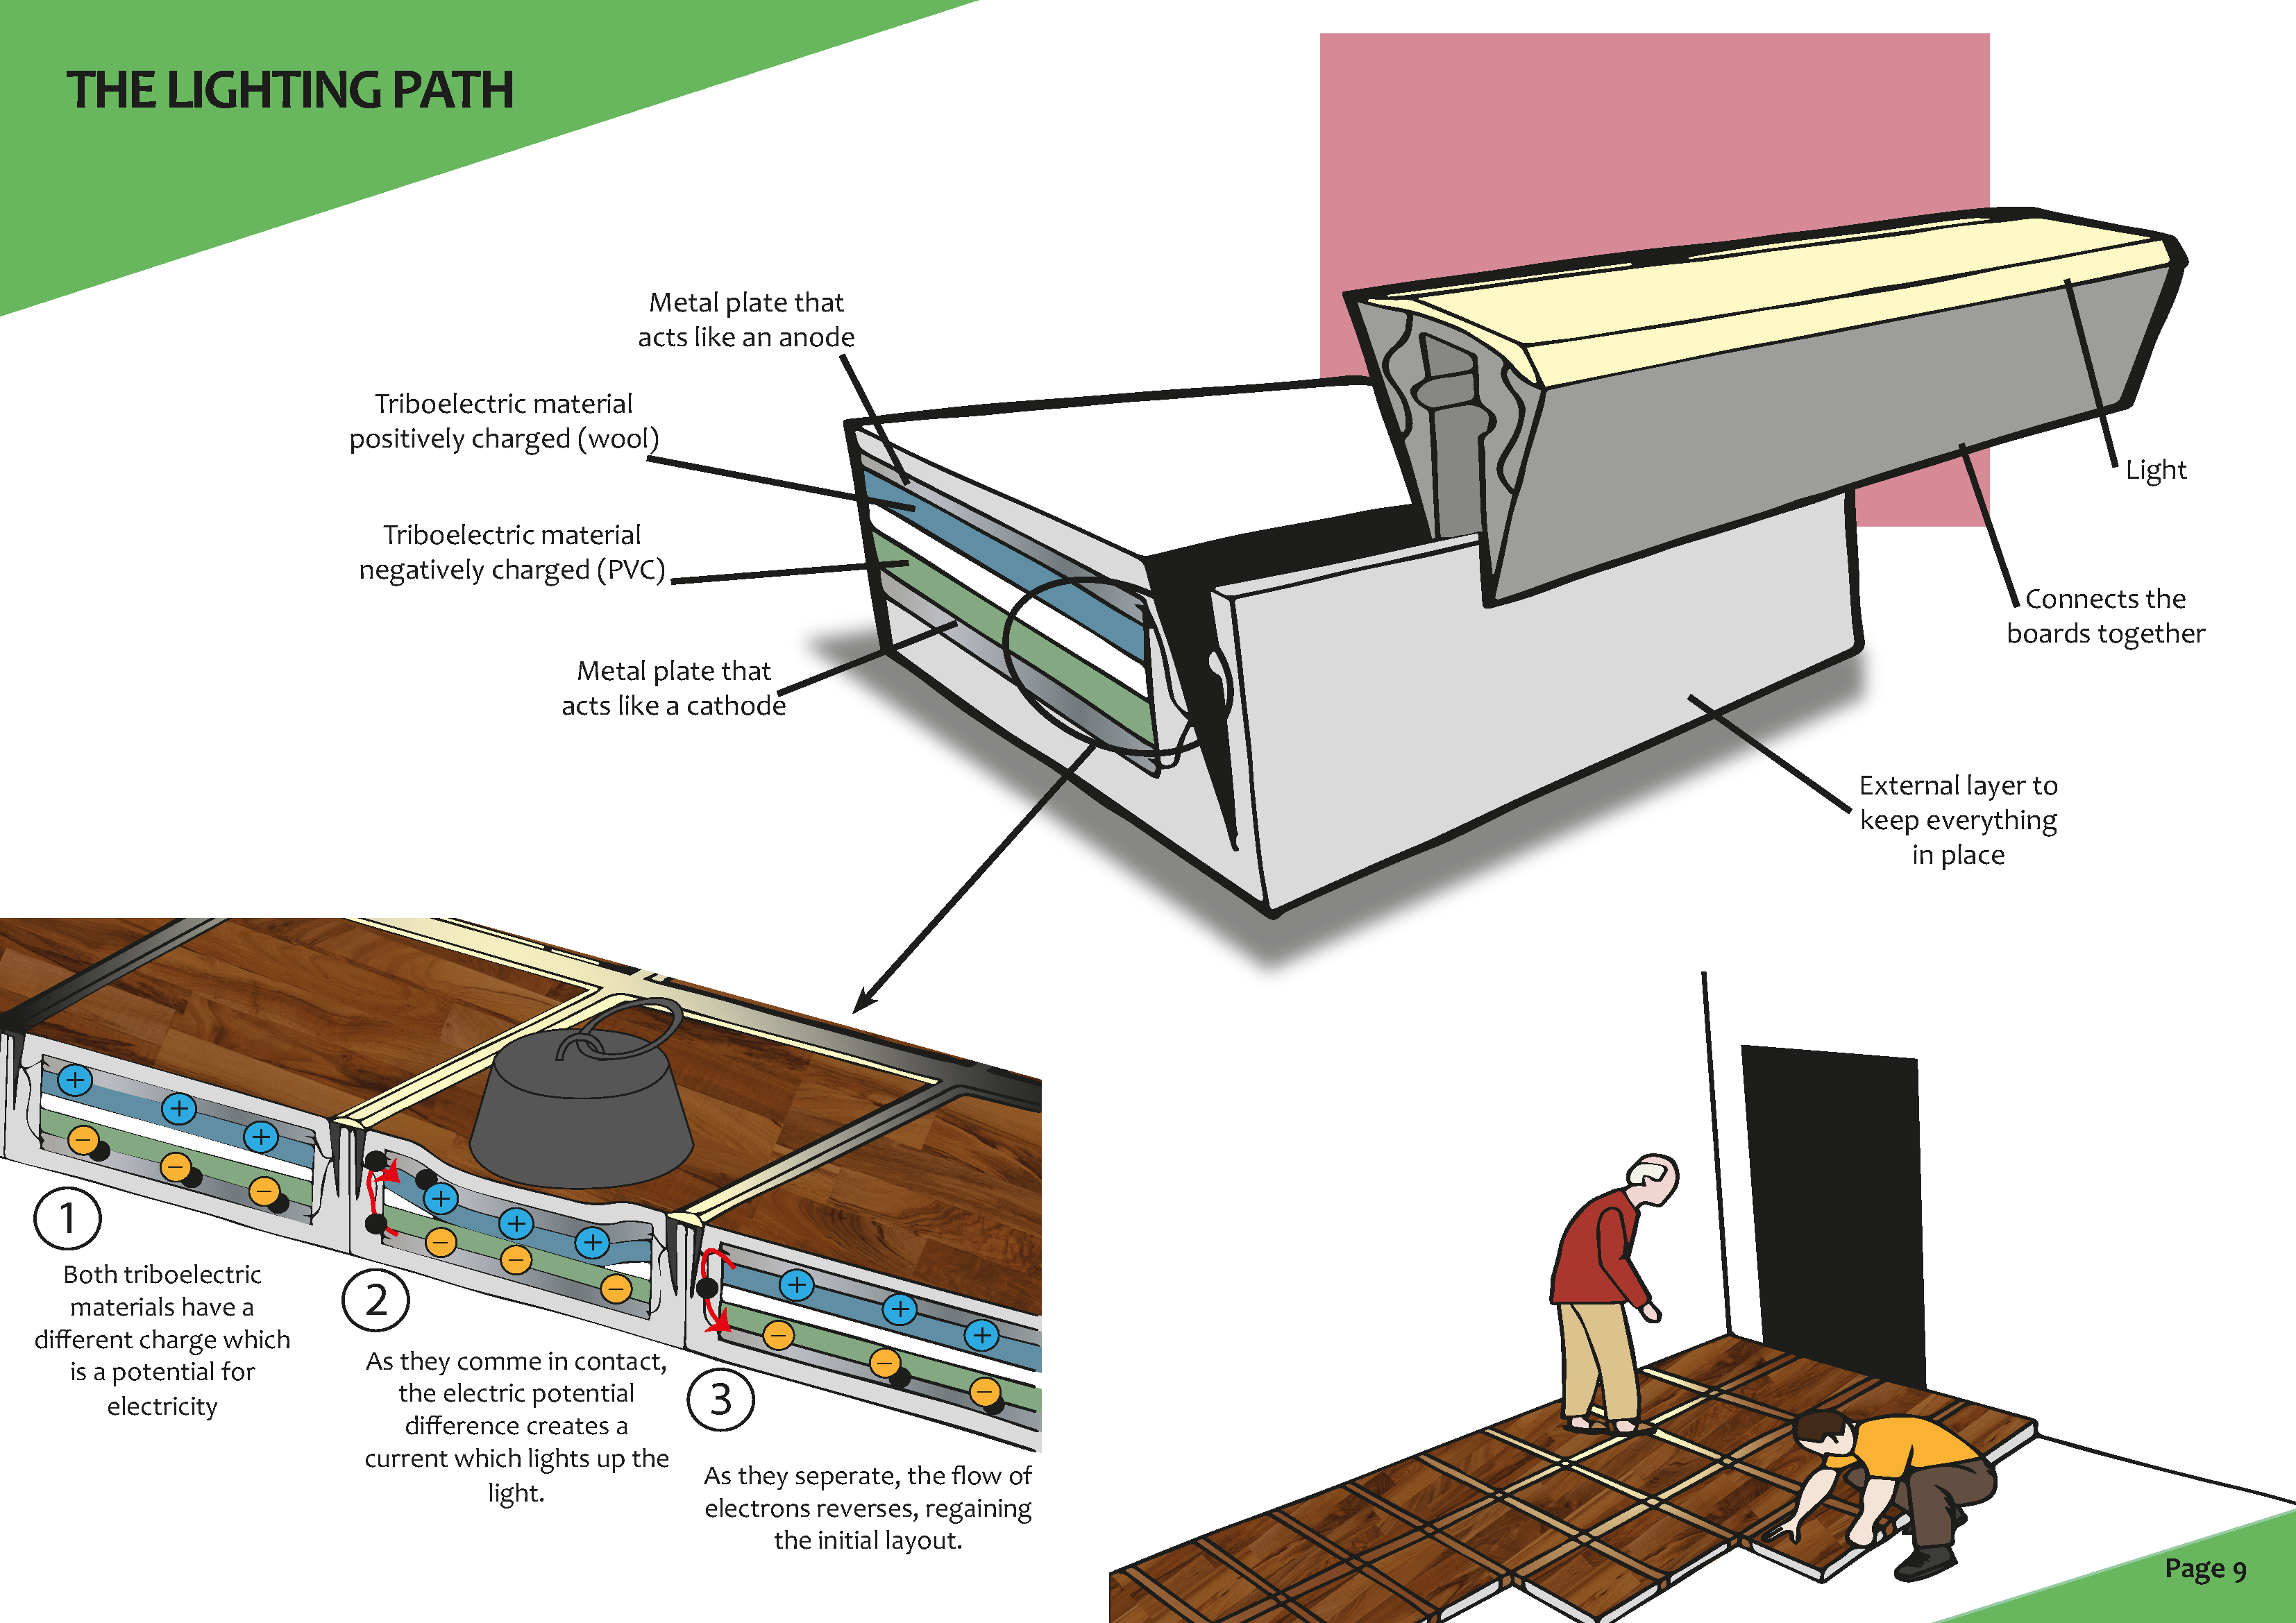 THE LIGHTING PATH
Metal plate that
acts like an anode
Triboelectric material
positively charged (wool)
Triboelectric material
negatively charged (PVC)
Metal plate that
acts like a cathode
Light
Connects the
boards together
External layer to
keep everything
in place
+
+
+
−
−
−
1
Both triboelectric
materials have a
different charge which
is a potential for
electricity
+
+
+
−
−
−
2
As they comme in contact,
the electric potential
difference creates a
current which lights up the
light.
+
+
+
−
−
−
3
As they seperate, the flow of
electrons reverses, regaining
the initial layout.
Page 9